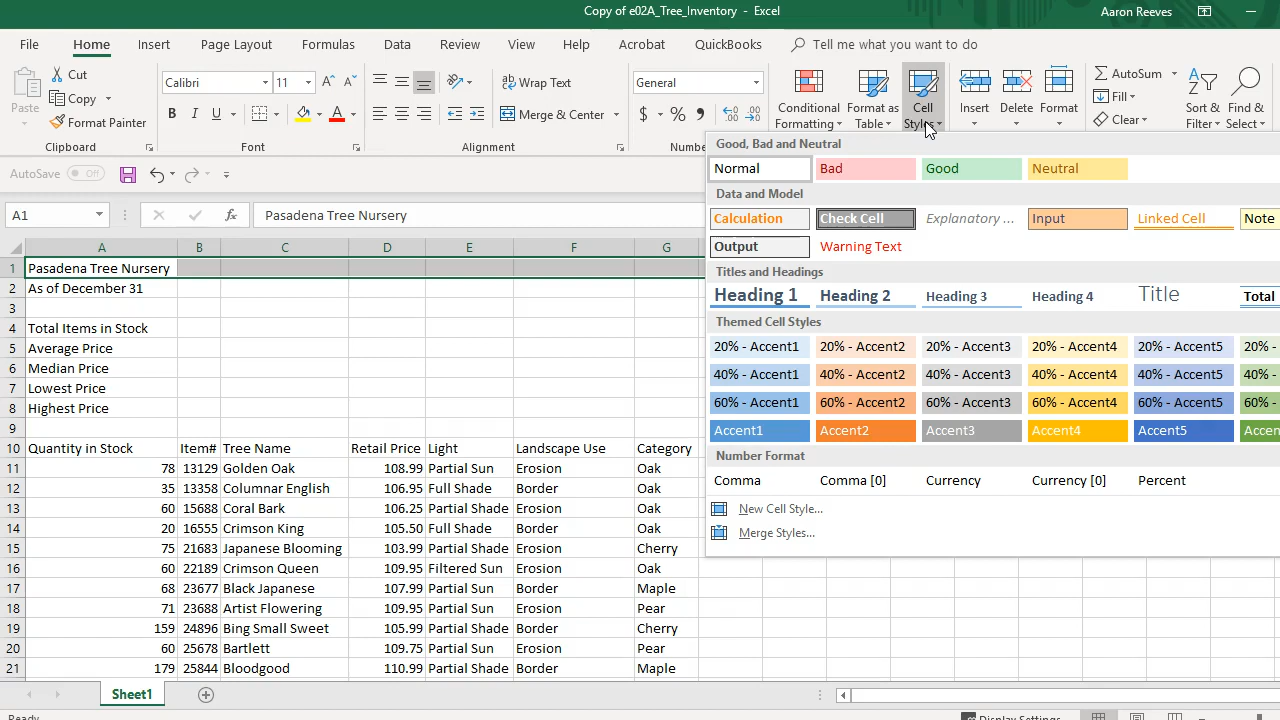 Copy of e02A_Tree_Inventory - Excel Aaron Reeves
File Home Insert Page Layout Formulas Data Review View Help Acrobat QuickBooks Tell me what you want to do
Paste Cut Copy Format Painter
Clipboard
Calibri 11 B I U A
Font
Wrap Text
Merge & Center
Alignment
General
$ % ,
Conditional Formatting
Format as Table
Cell Styles
Insert Delete Format
AutoSum
Fill
Clear
Sort & Filter
Find & Select
AutoSave Off
A1 fx Pasadena Tree Nursery
A B C D E F G
1 Pasadena Tree Nursery
2 As of December 31
3
4 Total Items in Stock
5 Average Price
6 Median Price
7 Lowest Price
8 Highest Price
9
10 Quantity in Stock Item# Tree Name Retail Price Light Landscape Use Category
11 78 13129 Golden Oak 108.99 Partial Sun Erosion Oak
12 35 13358 Columnar English 106.95 Full Shade Border Oak
13 60 15688 Coral Bark 106.25 Partial Shade Erosion Oak
14 20 16555 Crimson King 105.50 Full Shade Border Oak
15 75 21683 Japanese Blooming 103.99 Partial Shade Erosion Cherry
16 60 22189 Crimson Queen 109.95 Filtered Sun Erosion Oak
17 68 23677 Black Japanese 107.99 Partial Sun Border Maple
18 71 23688 Artist Flowering 109.95 Partial Sun Erosion Pear
19 159 24896 Bing Small Sweet 105.99 Partial Shade Border Cherry
20 60 25678 Bartlett 109.75 Partial Sun Erosion Pear
21 179 25844 Bloodgood 110.99 Partial Shade Border Maple
Good, Bad and Neutral
Normal Bad Good Neutral
Data and Model
Calculation Check Cell Explanatory ... Input Linked Cell Note
Output Warning Text
Titles and Headings
Heading 1 Heading 2 Heading 3 Heading 4 Title Total
Themed Cell Styles
20% - Accent1 20% - Accent2 20% - Accent3 20% - Accent4 20% - Accent5 20% -
40% - Accent1 40% - Accent2 40% - Accent3 40% - Accent4 40% - Accent5 40% -
60% - Accent1 60% - Accent2 60% - Accent3 60% - Accent4 60% - Accent5 60% -
Accent1 Accent2 Accent3 Accent4 Accent5
Number Format
Comma Comma [0] Currency Currency [0] Percent
New Cell Style...
Merge Styles...
Sheet1
Ready Display Settings